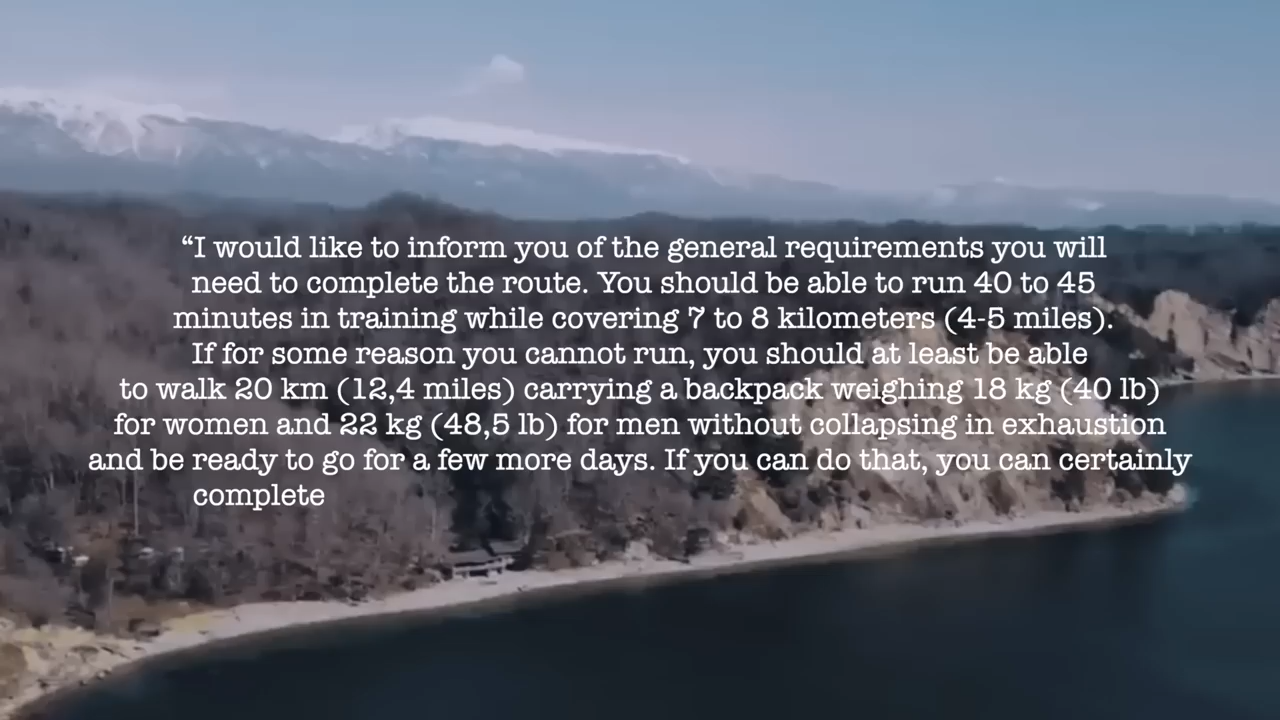 “I would like to inform you of the general requirements you will
need to complete the route. You should be able to run 40 to 45
minutes in training while covering 7 to 8 kilometers (4-5 miles).
If for some reason you cannot run, you should at least be able
to walk 20 km (12,4 miles) carrying a backpack weighing 18 kg (40 lb)
for women and 22 kg (48,5 lb) for men without collapsing in exhaustion
and be ready to go for a few more days. If you can do that, you can certainly
complete